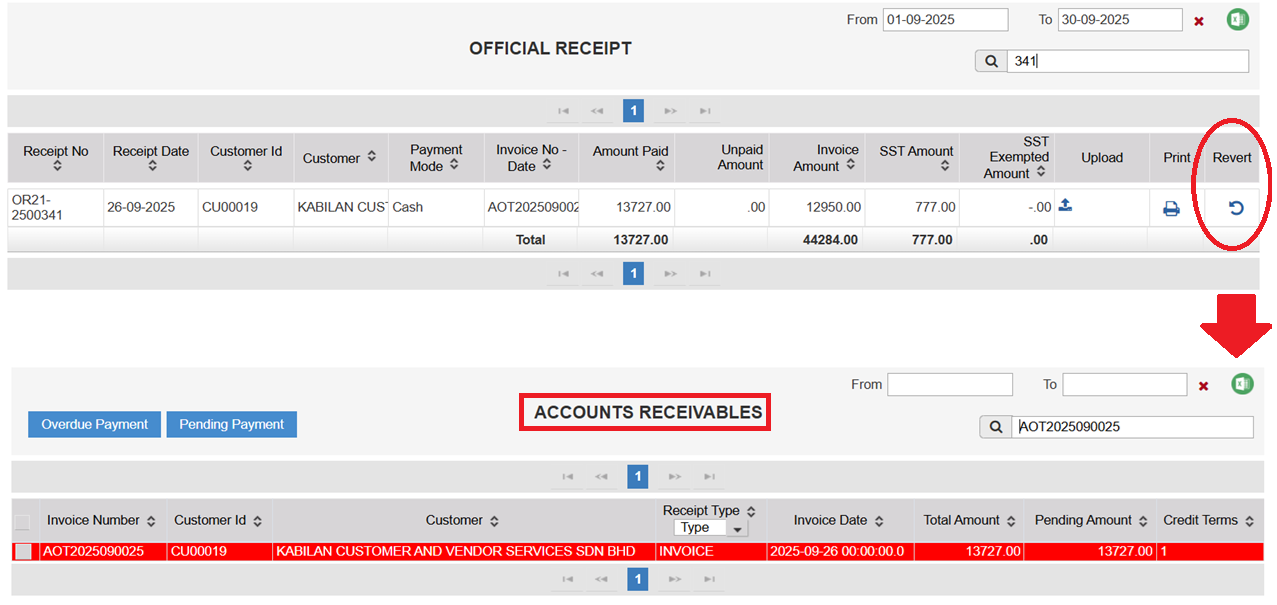 From 01-09-2025 To 30-09-2025
OFFICIAL RECEIPT
341
1
Receipt No Receipt Date Customer Id Customer Payment Mode Invoice No - Date Amount Paid Unpaid Amount Invoice Amount SST Amount SST Exempted Amount Upload Print Revert
OR21-2500341 26-09-2025 CU00019 KABILAN CUST Cash AOT202509002 13727.00 .00 12950.00 777.00 -.00
Total 13727.00 44284.00 777.00 .00
1
From To
Overdue Payment Pending Payment ACCOUNTS RECEIVABLES
AOT2025090025
1
Invoice Number Customer Id Customer Receipt Type Type Invoice Date Total Amount Pending Amount Credit Terms
AOT2025090025 CU00019 KABILAN CUSTOMER AND VENDOR SERVICES SDN BHD INVOICE 2025-09-26 00:00:00.0 13727.00 13727.00 1
1